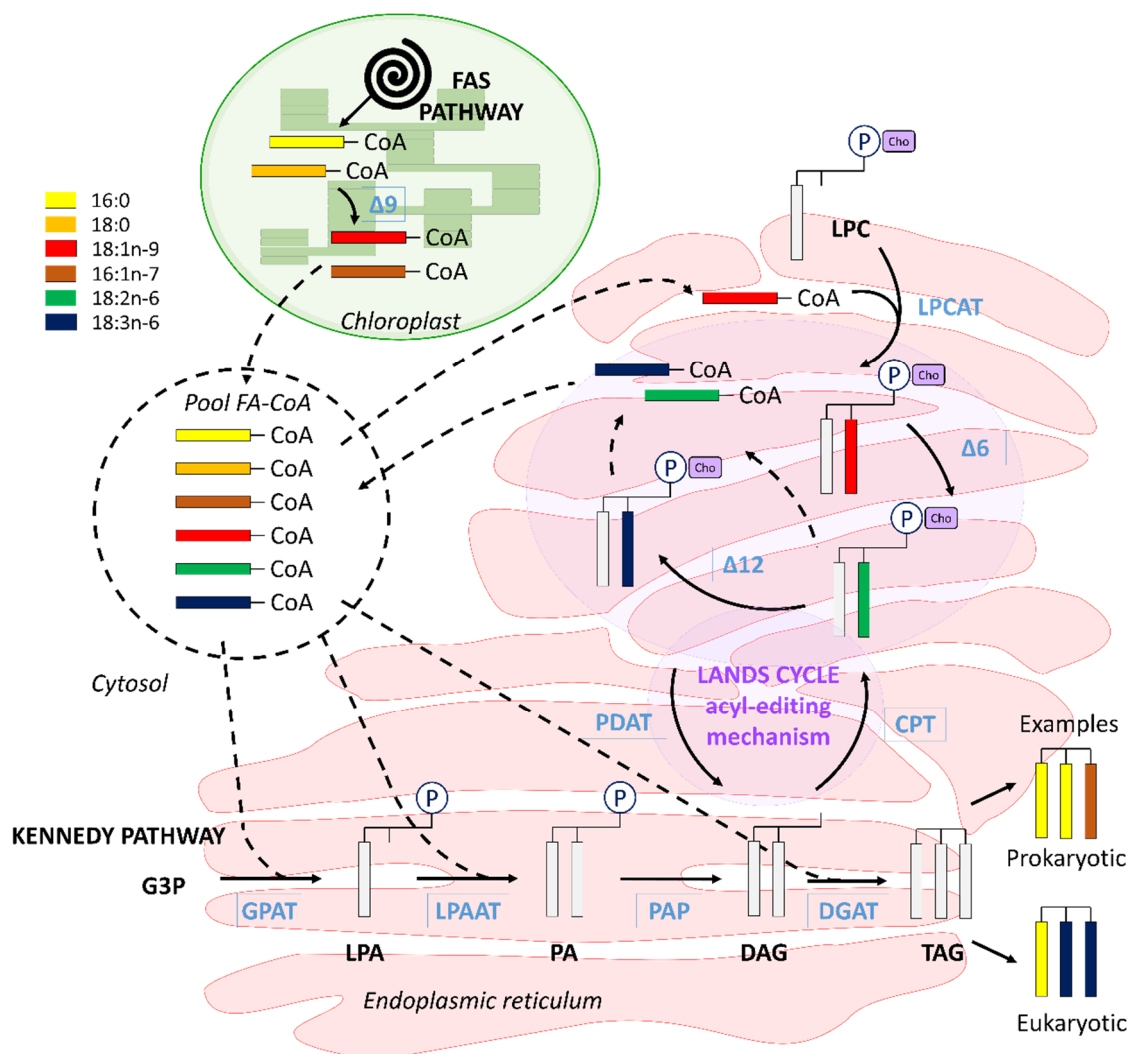 FAS
PATHWAY
CoA
CoA
Δ9
CoA
CoA
Chloroplast
16:0
18:0
18:1n-9
16:1n-7
18:2n-6
18:3n-6
P Cho
LPC
CoA
LPCAT
Pool FA-CoA
CoA
CoA
CoA
CoA
CoA
CoA
Cytosol
CoA
CoA
P Cho
Δ6
P Cho
P Cho
Δ12
LANDS CYCLE
acyl-editing
mechanism
PDAT
CPT
KENNEDY PATHWAY
G3P
P
P
GPAT
LPAAT
PAP
DGAT
LPA
PA
DAG
TAG
Endoplasmic reticulum
Examples
Prokaryotic
Eukaryotic